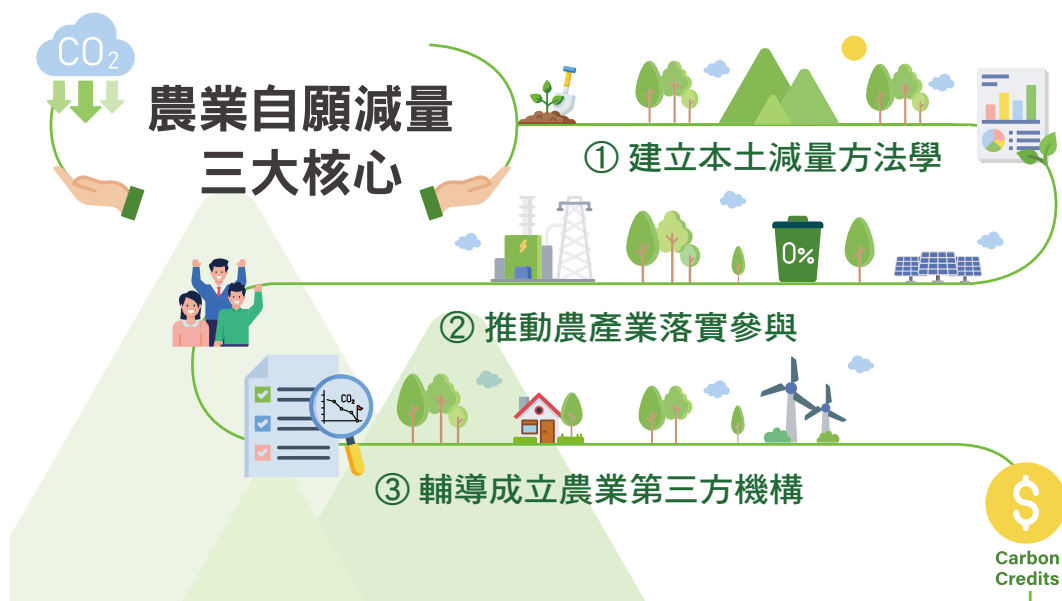 CO₂
農業自願減量
三大核心
① 建立本土減量方法學
0%
② 推動農產業落實參與
CO₂
③ 輔導成立農業第三方機構
$
Carbon
Credits